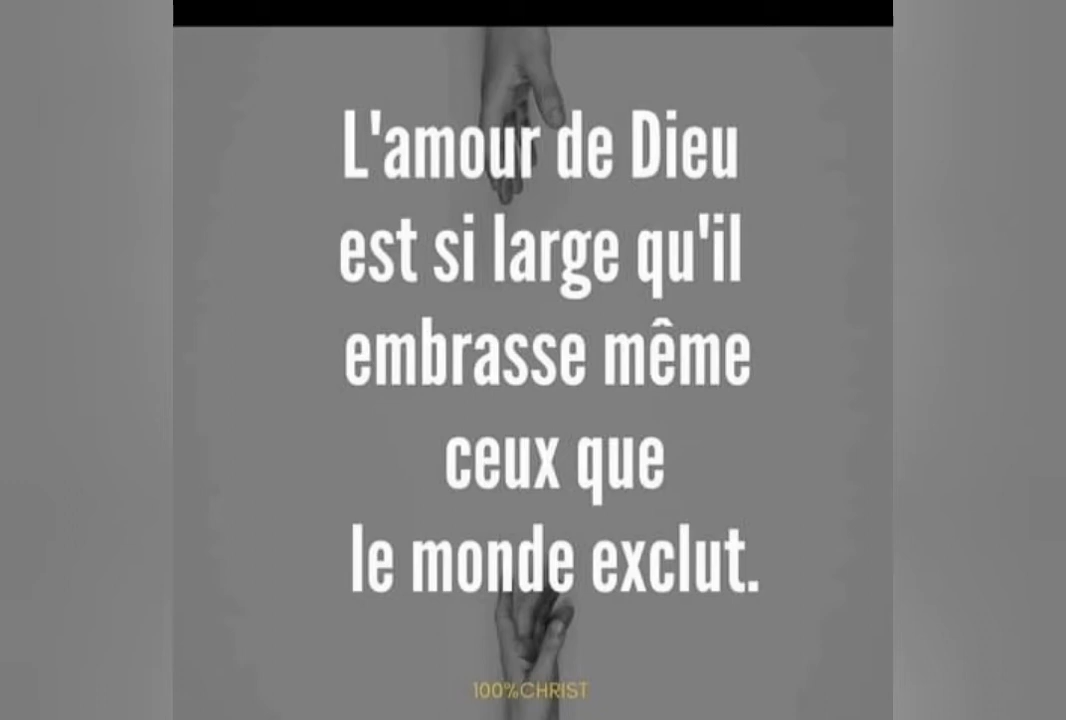 L'amour de Dieu
est si large qu'il
embrasse même
ceux que
le monde exclut.
100%CHRIST